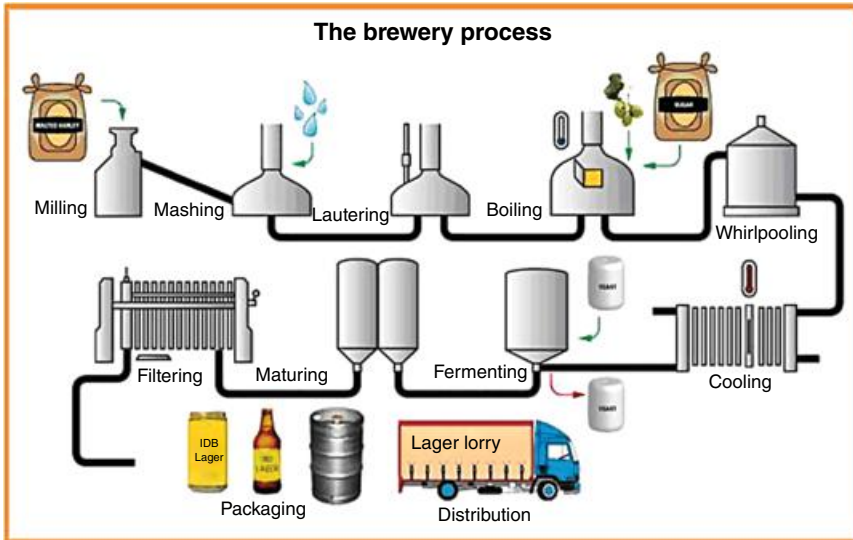 The brewery process
MALTED BARLEY
SUGAR
Milling
Mashing
Lautering
Boiling
Whirlpooling
YEAST
Filtering
Maturing
Fermenting
Cooling
YEAST
IDB
Lager
LAGER
Lager lorry
Packaging
Distribution